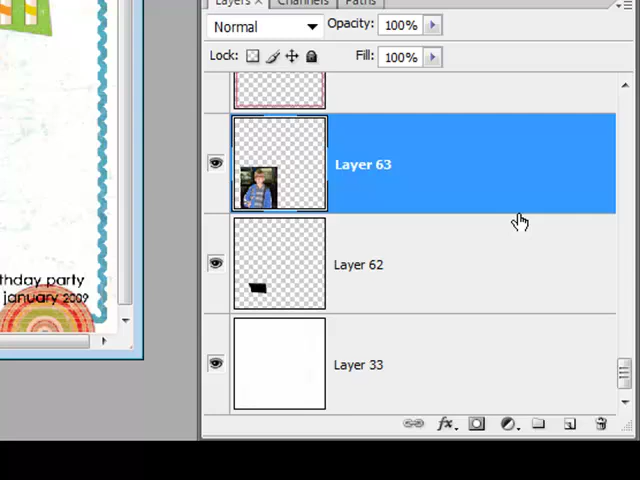 Layers × Channels Paths
Normal Opacity: 100%
Lock: Fill: 100%
Layer 63
Layer 62
Layer 33
fx.
thday party
january 2009